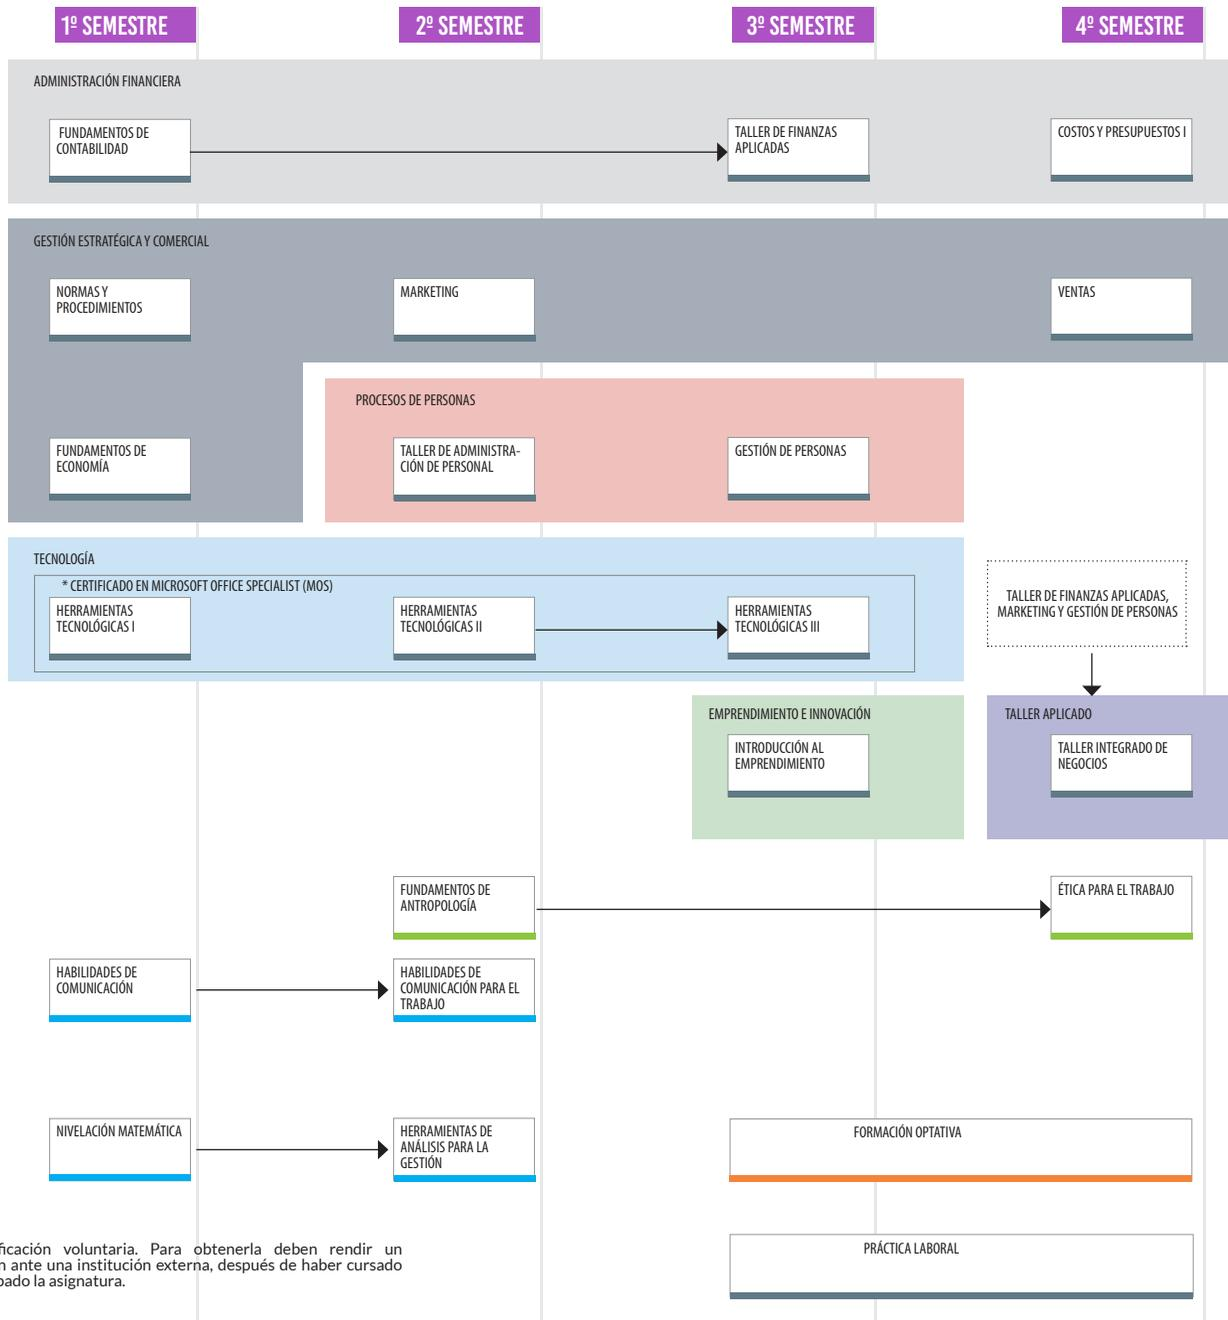 1º SEMESTRE
2º SEMESTRE
3º SEMESTRE
4º SEMESTRE
ADMINISTRACIÓN FINANCIERA
FUNDAMENTOS DE
CONTABILIDAD
TALLER DE FINANZAS
APLICADAS
COSTOS Y PRESUPUESTOS I
GESTIÓN ESTRATÉGICA Y COMERCIAL
NORMAS Y
PROCEDIMIENTOS
MARKETING
VENTAS
PROCESOS DE PERSONAS
FUNDAMENTOS DE
ECONOMÍA
TALLER DE ADMINISTRA-
CIÓN DE PERSONAL
GESTIÓN DE PERSONAS
TECNOLOGÍA
* CERTIFICADO EN MICROSOFT OFFICE SPECIALIST (MOS)
HERRAMIENTAS
TECNOLÓGICAS I
HERRAMIENTAS
TECNOLÓGICAS II
HERRAMIENTAS
TECNOLÓGICAS III
TALLER DE FINANZAS APLICADAS,
MARKETING Y GESTIÓN DE PERSONAS
EMPRENDIMIENTO E INNOVACIÓN
INTRODUCCIÓN AL
EMPRENDIMIENTO
TALLER APLICADO
TALLER INTEGRADO DE
NEGOCIOS
FUNDAMENTOS DE
ANTROPOLOGÍA
ÉTICA PARA EL TRABAJO
HABILIDADES DE
COMUNICACIÓN
HABILIDADES DE
COMUNICACIÓN PARA EL
TRABAJO
NIVELACIÓN MATEMÁTICA
HERRAMIENTAS DE
ANÁLISIS PARA LA
GESTIÓN
FORMACIÓN OPTATIVA
PRÁCTICA LABORAL
ficación voluntaria. Para obtenerla deben rendir un
n ante una institución externa, después de haber cursado
bado la asignatura.